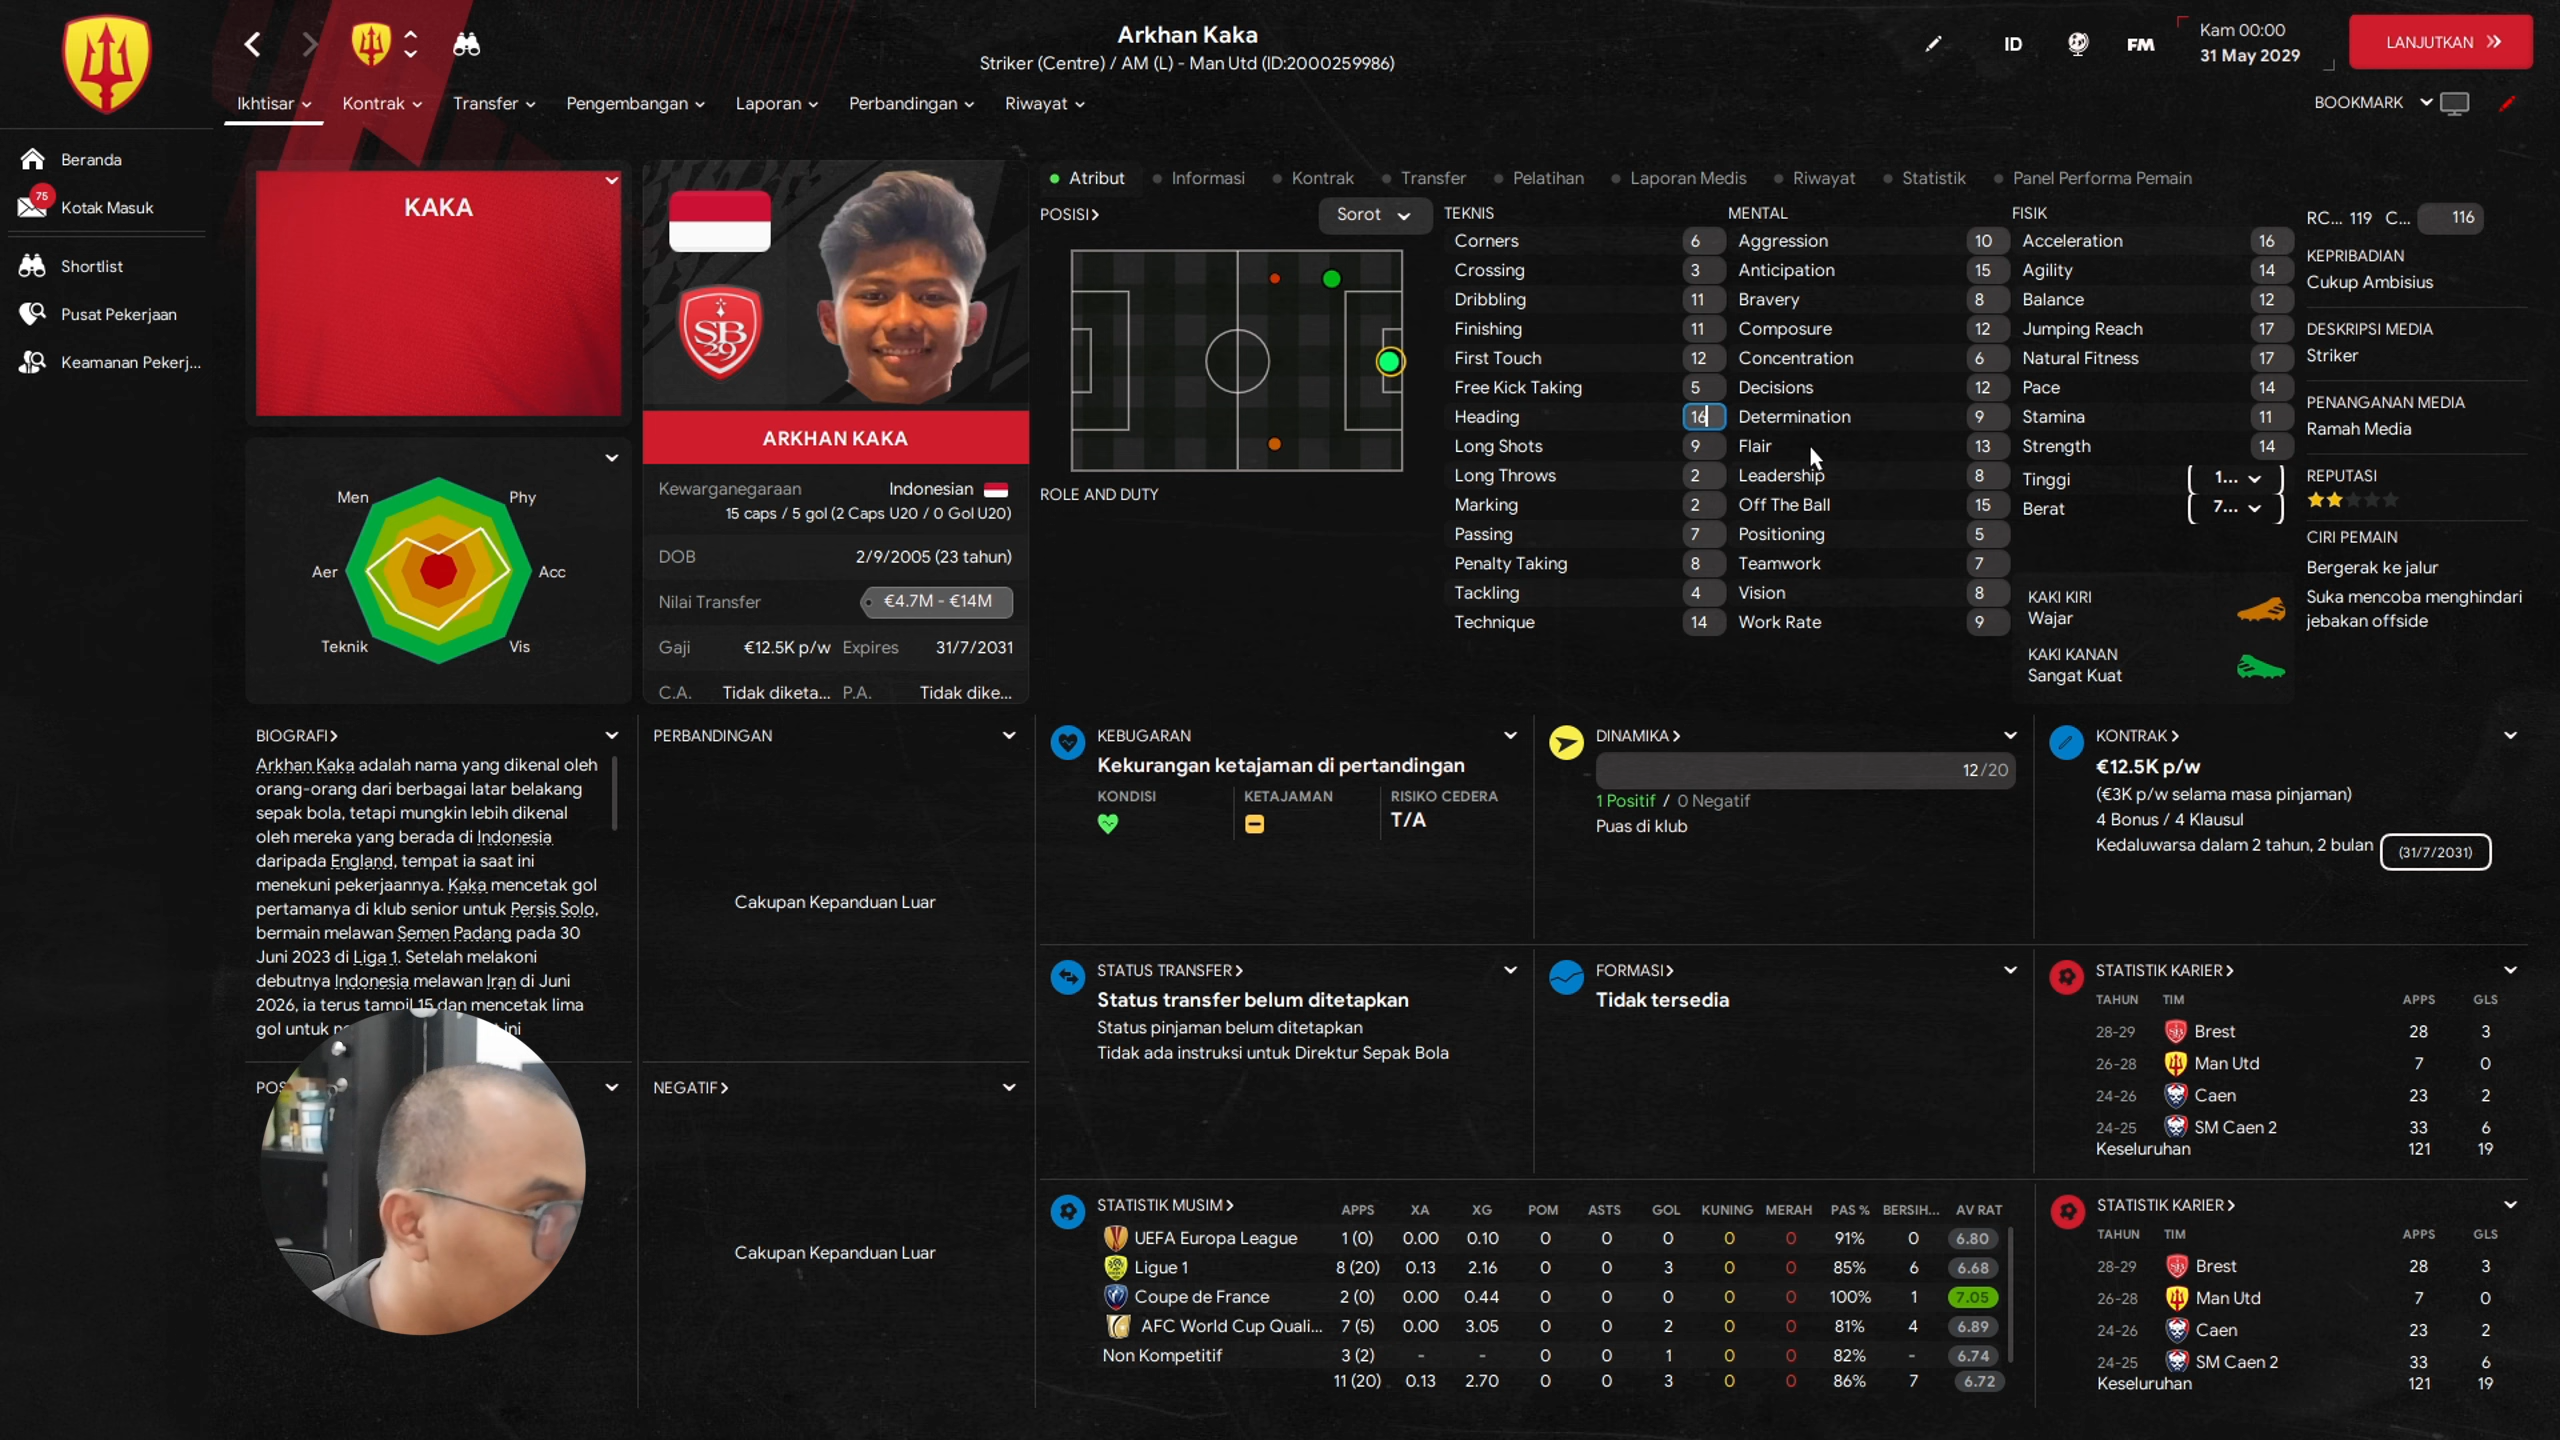 Arkhan Kaka
Striker (Centre) / AM (L) - Man Utd (ID:2000259986)
ID
FM
Kam 00:00
31 May 2029
LANJUTKAN
Ikhtisar
Kontrak
Transfer
Pengembangan
Laporan
Perbandingan
Riwayat
BOOKMARK
Beranda
75
Kotak Masuk
Shortlist
Pusat Pekerjaan
Keamanan Pekerj...
KAKA
Men
Phy
Aer
Acc
Teknik
Vis
SB
29
ARKHAN KAKA
Kewarganegaraan Indonesian
15 caps / 5 gol (2 Caps U20 / 0 Gol U20)
DOB 2/9/2005 (23 tahun)
Nilai Transfer €4.7M - €14M
Gaji €12.5K p/w Expires 31/7/2031
C.A. Tidak diketa... P.A. Tidak dike...
Atribut
Informasi
Kontrak
Transfer
Pelatihan
Laporan Medis
Riwayat
Statistik
Panel Performa Pemain
POSISI
Sorot
ROLE AND DUTY
TEKNIS
Corners 6
Crossing 3
Dribbling 11
Finishing 11
First Touch 12
Free Kick Taking 5
Heading 16
Long Shots 9
Long Throws 2
Marking 2
Passing 7
Penalty Taking 8
Tackling 4
Technique 14
MENTAL
Aggression 10
Anticipation 15
Bravery 8
Composure 12
Concentration 6
Decisions 12
Determination 9
Flair 13
Leadership 8
Off The Ball 15
Positioning 5
Teamwork 7
Vision 8
Work Rate 9
FISIK
Acceleration 16
Agility 14
Balance 12
Jumping Reach 17
Natural Fitness 17
Pace 14
Stamina 11
Strength 14
Tinggi 1...
Berat 7...
KAKI KIRI
Wajar
KAKI KANAN
Sangat Kuat
RC... 119 C... 116
KEPRIBADIAN
Cukup Ambisius
DESKRIPSI MEDIA
Striker
PENANGANAN MEDIA
Ramah Media
REPUTASI
CIRI PEMAIN
Bergerak ke jalur
Suka mencoba menghindari
jebakan offside
BIOGRAFI
Arkhan Kaka adalah nama yang dikenal oleh
orang-orang dari berbagai latar belakang
sepak bola, tetapi mungkin lebih dikenal
oleh mereka yang berada di Indonesia
daripada England, tempat ia saat ini
menekuni pekerjaannya. Kaka mencetak gol
pertamanya di klub senior untuk Persis Solo,
bermain melawan Semen Padang pada 30
Juni 2023 di Liga 1. Setelah melakoni
debutnya Indonesia melawan Iran di Juni
2026, ia terus tampil 15 dan mencetak lima
gol untuk ini
POS
PERBANDINGAN
Cakupan Kepanduan Luar
NEGATIF
Cakupan Kepanduan Luar
KEBUGARAN
Kekurangan ketajaman di pertandingan
KONDISI
KETAJAMAN
RISIKO CEDERA
T/A
DINAMIKA
12/20
1 Positif / 0 Negatif
Puas di klub
KONTRAK
€12.5K p/w
(€3K p/w selama masa pinjaman)
4 Bonus / 4 Klausul
Kedaluwarsa dalam 2 tahun, 2 bulan (31/7/2031)
STATUS TRANSFER
Status transfer belum ditetapkan
Status pinjaman belum ditetapkan
Tidak ada instruksi untuk Direktur Sepak Bola
FORMASI
Tidak tersedia
STATISTIK KARIER
TAHUN TIM APPS GLS
28-29 Brest 28 3
26-28 Man Utd 7 0
24-26 Caen 23 2
24-25 SM Caen 2 33 6
Keseluruhan 121 19
STATISTIK MUSIM APPS XA XG POM ASTS GOL KUNING MERAH PAS % BERSIH... AV RAT
UEFA Europa League 1 (0) 0.00 0.10 0 0 0 0 0 91% 0 6.80
Ligue 1 8 (20) 0.13 2.16 0 0 3 0 0 85% 6 6.68
Coupe de France 2 (0) 0.00 0.44 0 0 0 0 0 100% 1 7.05
AFC World Cup Quali... 7 (5) 0.00 3.05 0 0 2 0 0 81% 4 6.89
Non Kompetitif 3 (2) - - 0 0 1 0 0 82% - 6.74
11 (20) 0.13 2.70 0 0 3 0 0 86% 7 6.72
STATISTIK KARIER
TAHUN TIM APPS GLS
28-29 Brest 28 3
26-28 Man Utd 7 0
24-26 Caen 23 2
24-25 SM Caen 2 33 6
Keseluruhan 121 19